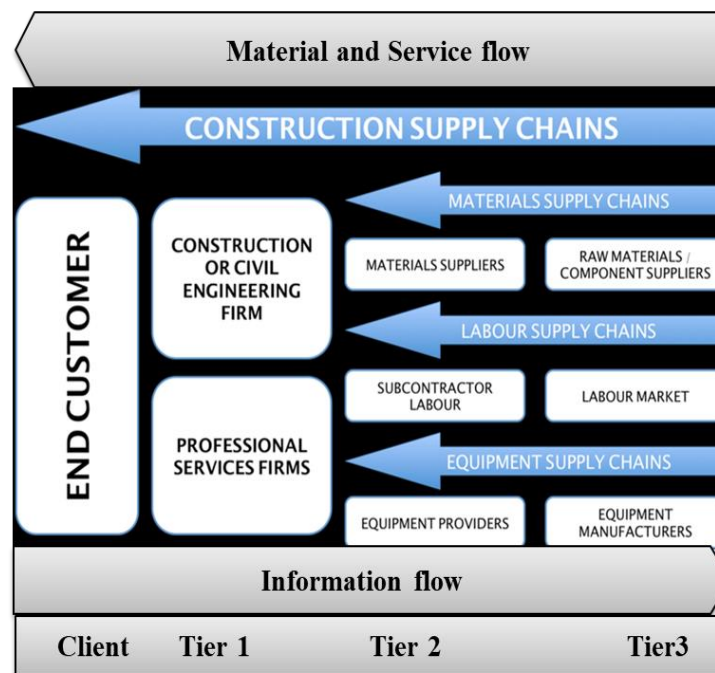 Material and Service flow
CONSTRUCTION SUPPLY CHAINS
MATERIALS SUPPLY CHAINS
END CUSTOMER
CONSTRUCTION
OR CIVIL
ENGINEERING
FIRM
MATERIALS SUPPLIERS
RAW MATERIALS /
COMPONENT SUPPLIERS
LABOUR SUPPLY CHAINS
SUBCONTRACTOR
LABOUR
LABOUR MARKET
PROFESSIONAL
SERVICES FIRMS
EQUIPMENT SUPPLY CHAINS
EQUIPMENT PROVIDERS
EQUIPMENT
MANUFACTURERS
Information flow
Client Tier 1 Tier 2 Tier3